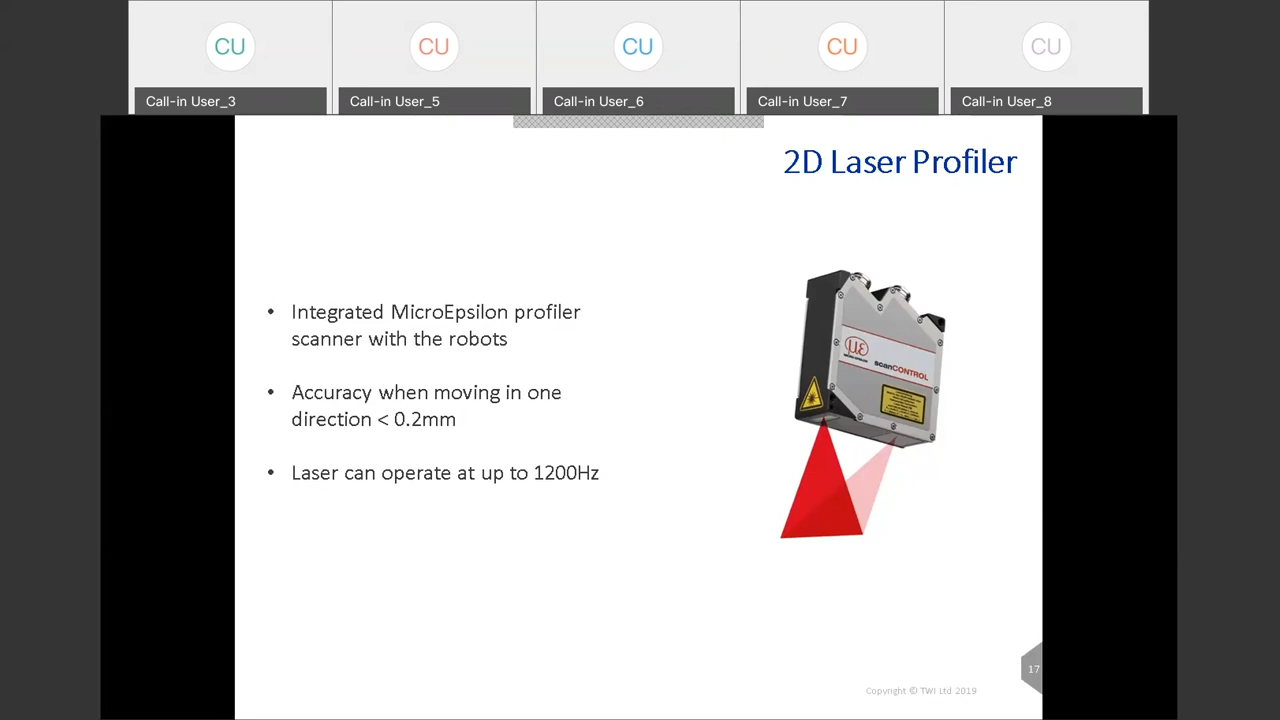 CU
CU
CU
CU
CU
Call-in User_3
Call-in User_5
Call-in User_6
Call-in User_7
Call-in User_8
2D Laser Profiler
• Integrated MicroEpsilon profiler
scanner with the robots
• Accuracy when moving in one
direction < 0.2mm
• Laser can operate at up to 1200Hz
με
scanCONTROL
17
Copyright © TWI Ltd 2019